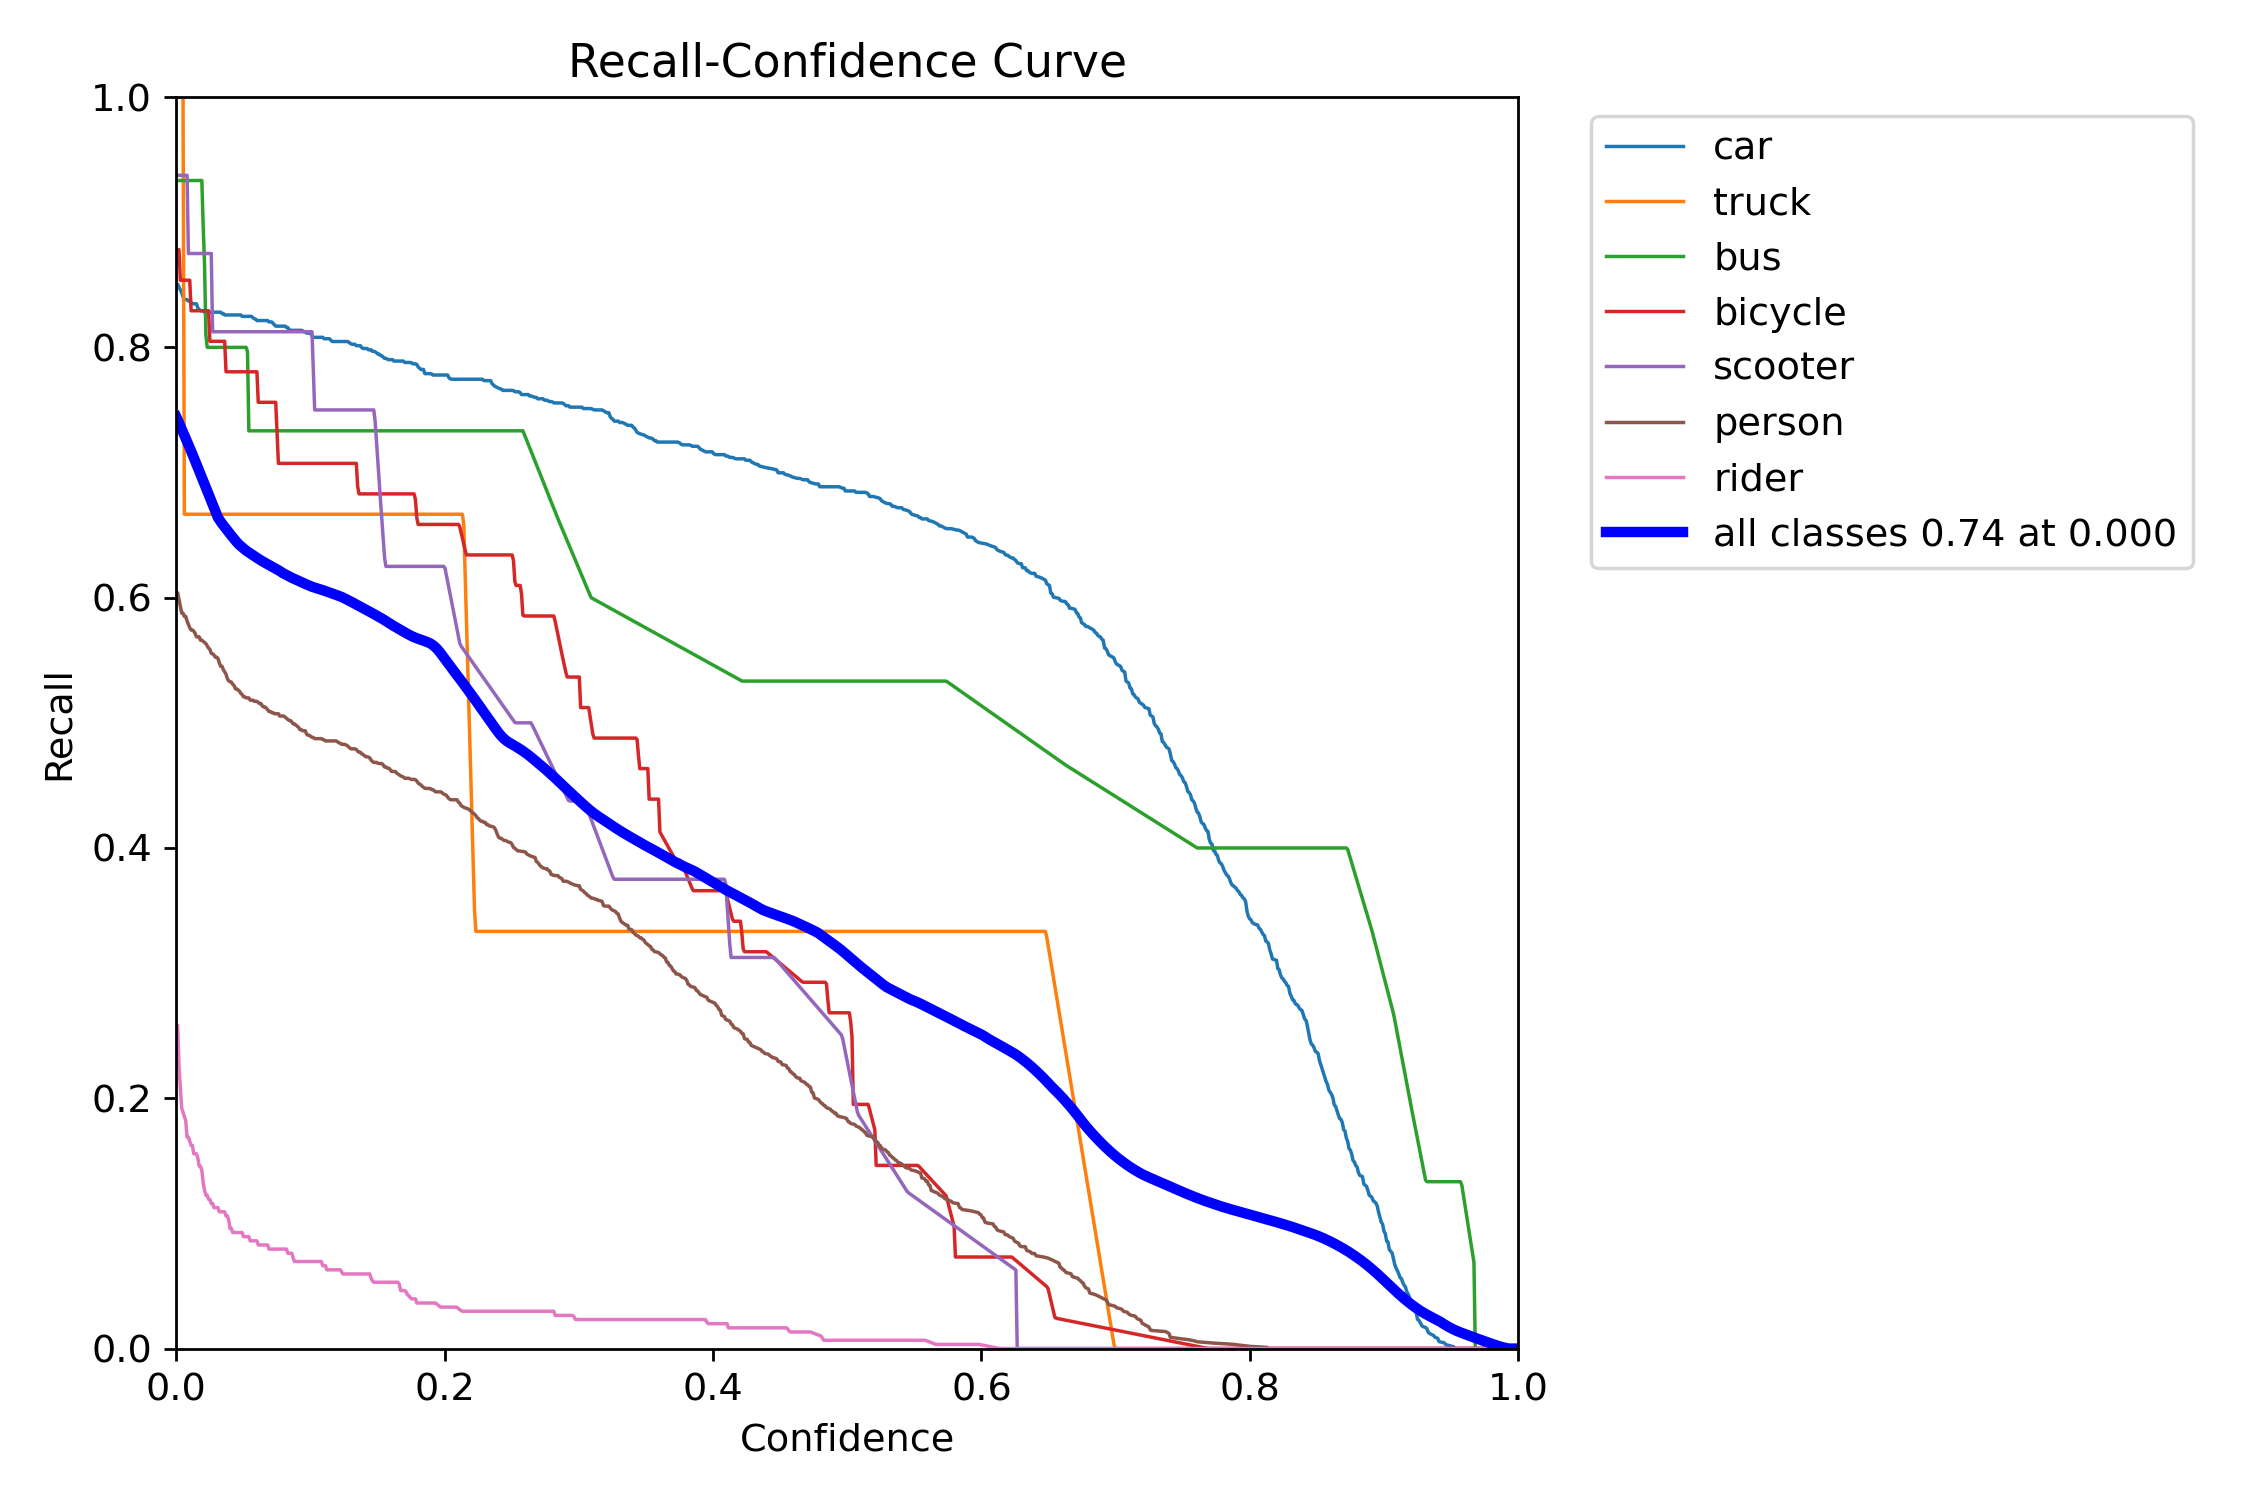 Recall-Confidence Curve
1.0
0.8
0.6
0.4
0.2
0.0
Recall
0.0 0.2 0.4 0.6 0.8 1.0
Confidence
car
truck
bus
bicycle
scooter
person
rider
all classes 0.74 at 0.000